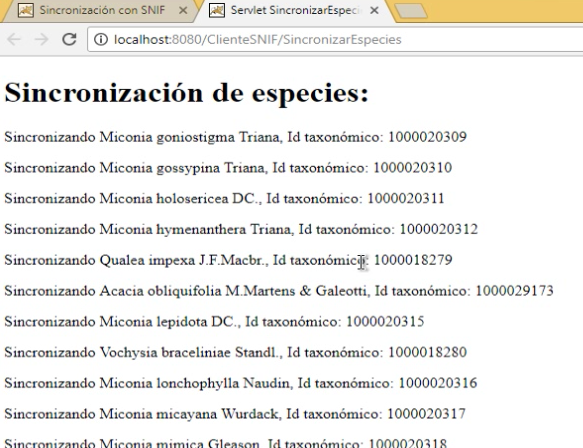 Sincronización con SNIF
Servlet SincronizarEspeci
localhost:8080/ClienteSNIF/SincronizarEspecies
Sincronización de especies:
Sincronizando Miconia goniostigma Triana, Id taxonómico: 1000020309
Sincronizando Miconia gossypina Triana, Id taxonómico: 1000020310
Sincronizando Miconia holosericea DC., Id taxonómico: 1000020311
Sincronizando Miconia hymenanthera Triana, Id taxonómico: 1000020312
Sincronizando Qualea impexa J.F.Macbr., Id taxonómico: 1000018279
Sincronizando Acacia obliquifolia M.Martens & Galeotti, Id taxonómico: 1000029173
Sincronizando Miconia lepidota DC., Id taxonómico: 1000020315
Sincronizando Vochysia braceliniae Standl., Id taxonómico: 1000018280
Sincronizando Miconia lonchophylla Naudin, Id taxonómico: 1000020316
Sincronizando Miconia micayana Wurdack, Id taxonómico: 1000020317
Sincronizando Miconia mimica Gleason, Id taxonómico: 1000020318